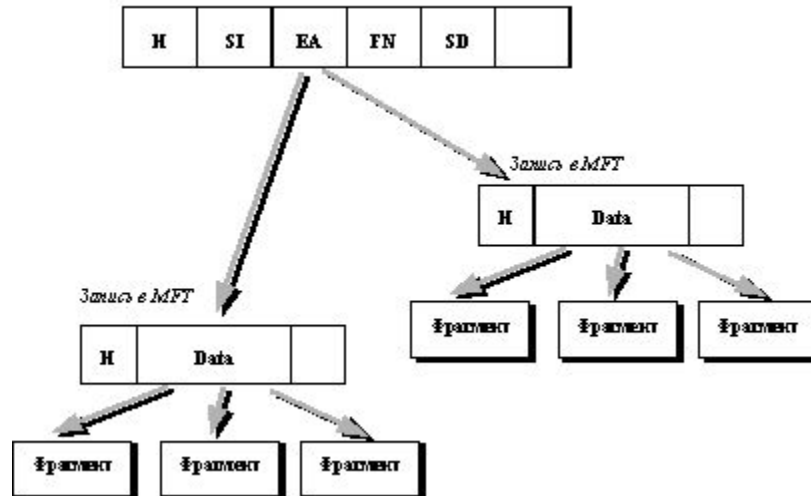 H SI EA FN SD
Запись в MFT
H Data
Фрагмент Фрагмент Фрагмент
Запись в MFT
H Data
Фрагмент Фрагмент Фрагмент